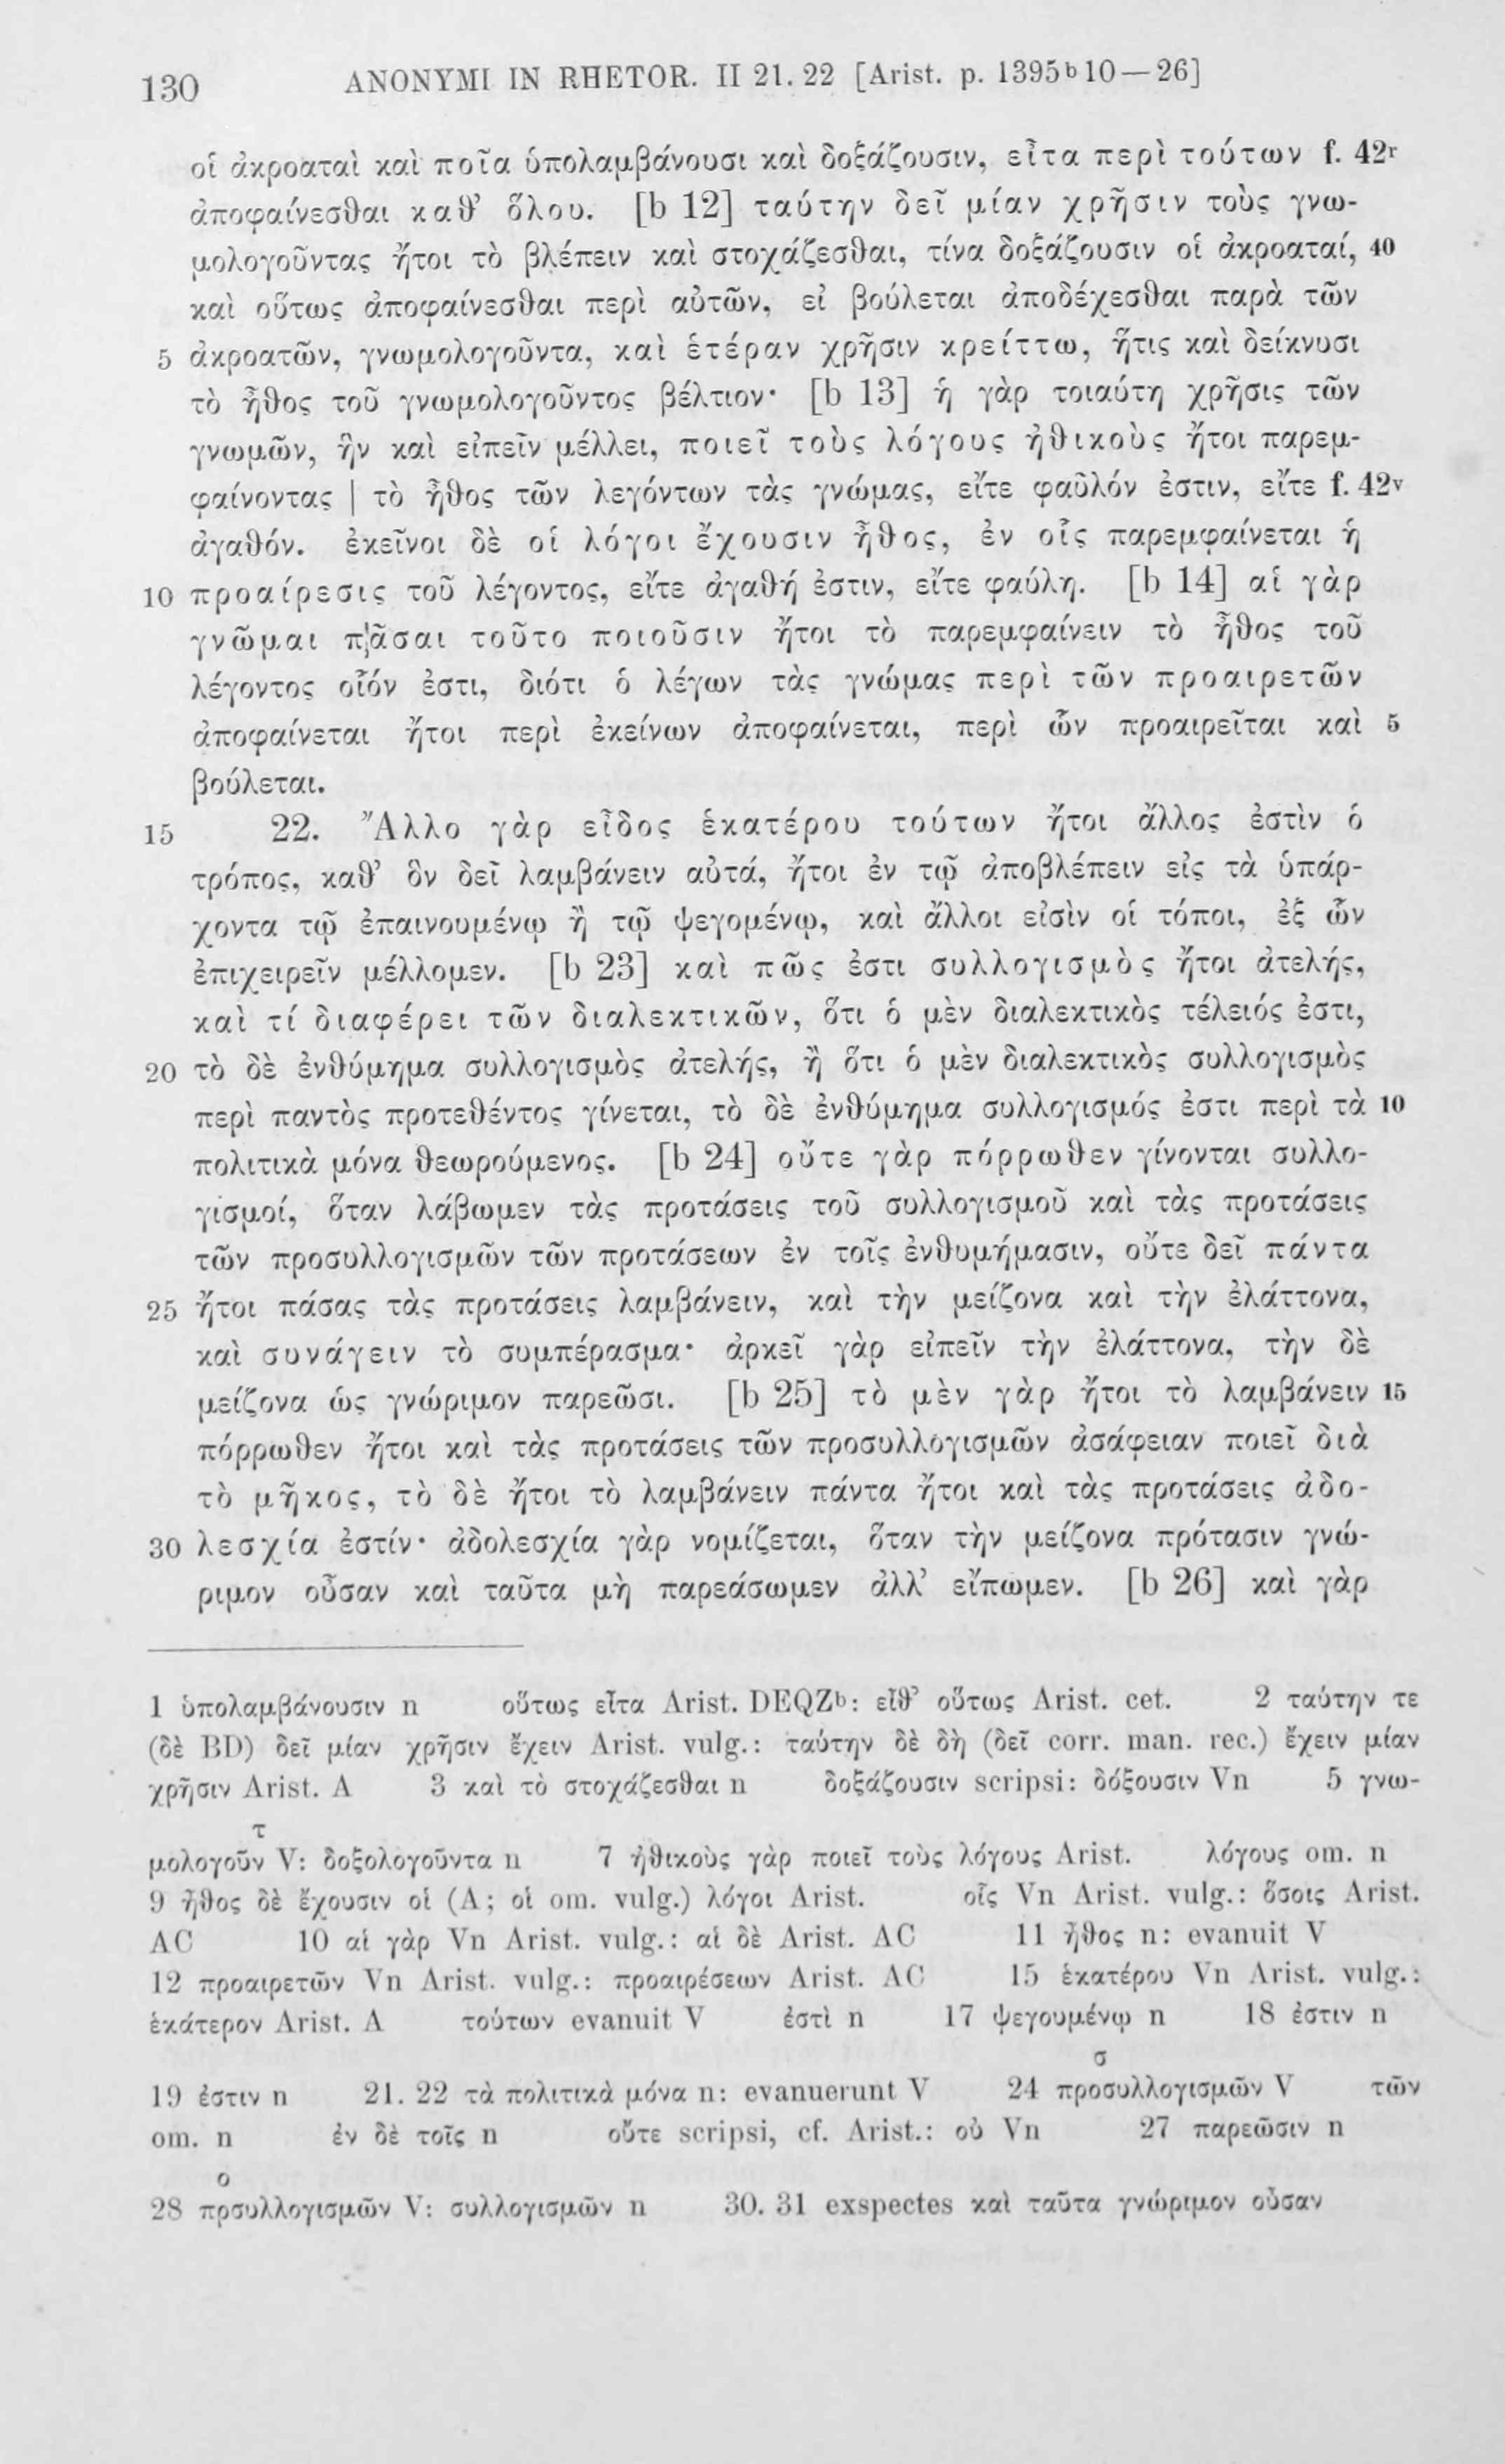 130 ANONYMI IN RHETOR. II 21. 22 [Arist. p. 1395b 10—26]
οἱ ἀκροαταὶ καὶ ποῖα ὑπολαμβάνουσι καὶ δοξάζουσιν, εἶτα περὶ τούτων f. 42r
ἀποφαίνεσθαι καθ’ ὅλου. [b 12] ταύτην δεῖ μίαν χρῆσιν τοὺς γνω-
μολογοῦντας ἤτοι τὸ βλέπειν καὶ στοχάζεσθαι, τίνα δοξάζουσιν οἱ ἀκροαταί, 40
καὶ οὕτως ἀποφαίνεσθαι περὶ αὐτῶν, εἰ βούλεται ἀποδέχεσθαι παρὰ τῶν
5 ἀκροατῶν, γνωμολογοῦντα, καὶ ἑτέραν χρῆσιν κρείττω, ἥτις καὶ δείκνυσι
τὸ ἦθος τοῦ γνωμολογοῦντος βέλτιον· [b 13] ἡ γὰρ τοιαύτη χρῆσις τῶν
γνωμῶν, ἣν καὶ εἰπεῖν μέλλει, ποιεῖ τοὺς λόγους ἠθικοὺς ἤτοι παρεμ-
φαίνοντας | τὸ ἦθος τῶν λεγόντων τὰς γνώμας, εἴτε φαῦλόν ἐστιν, εἴτε f. 42v
ἀγαθόν. ἐκεῖνοι δὲ οἱ λόγοι ἔχουσιν ἦθος, ἐν οἷς παρεμφαίνεται ἡ
10 προαίρεσις τοῦ λέγοντος, εἴτε ἀγαθή ἐστιν, εἴτε φαύλη. [b 14] αἱ γὰρ
γνῶμαι πᾶσαι τοῦτο ποιοῦσιν ἤτοι τὸ παρεμφαίνειν τὸ ἦθος τοῦ
λέγοντος οἷόν ἐστι, διότι ὁ λέγων τὰς γνώμας περὶ τῶν προαιρετῶν
ἀποφαίνεται ἤτοι περὶ ἐκείνων ἀποφαίνεται, περὶ ὧν προαιρεῖται καὶ 5
βούλεται.
15 22. Ἄλλο γὰρ εἶδος ἑκατέρου τούτων ἤτοι ἄλλος ἐστὶν ὁ
τρόπος, καθ’ ὃν δεῖ λαμβάνειν αὐτά, ἤτοι ἐν τῷ ἀποβλέπειν εἰς τὰ ὑπάρ-
χοντα τῷ ἐπαινουμένῳ ἢ τῷ ψεγομένῳ, καὶ ἄλλοι εἰσὶν οἱ τόποι, ἐξ ὧν
ἐπιχειρεῖν μέλλομεν. [b 23] καὶ πῶς ἐστι συλλογισμὸς ἤτοι ἀτελής,
καὶ τί διαφέρει τῶν διαλεκτικῶν, ὅτι ὁ μὲν διαλεκτικὸς τέλειός ἐστι,
20 τὸ δὲ ἐνθύμημα συλλογισμὸς ἀτελής, ἢ ὅτι ὁ μὲν διαλεκτικὸς συλλογισμὸς
περὶ παντὸς προτεθέντος γίνεται, τὸ δὲ ἐνθύμημα συλλογισμός ἐστι περὶ τὰ 10
πολιτικὰ μόνα θεωρούμενος. [b 24] οὔτε γὰρ πόρρωθεν γίνονται συλλο-
γισμοί, ὅταν λάβωμεν τὰς προτάσεις τοῦ συλλογισμοῦ καὶ τὰς προτάσεις
τῶν προσυλλογισμῶν τῶν προτάσεων ἐν τοῖς ἐνθυμήμασιν, οὔτε δεῖ πάντα
25 ἤτοι πάσας τὰς προτάσεις λαμβάνειν, καὶ τὴν μείζονα καὶ τὴν ἐλάττονα,
καὶ συνάγειν τὸ συμπέρασμα· ἀρκεῖ γὰρ εἰπεῖν τὴν ἐλάττονα, τὴν δὲ
μείζονα ὡς γνώριμον παρεῶσι. [b 25] τὸ μὲν γὰρ ἤτοι τὸ λαμβάνειν 15
πόρρωθεν ἤτοι καὶ τὰς προτάσεις τῶν προσυλλογισμῶν ἀσάφειαν ποιεῖ διὰ
τὸ μῆκος, τὸ δὲ ἤτοι τὸ λαμβάνειν πάντα ἤτοι καὶ τὰς προτάσεις ἀδο-
30 λεσχία ἐστίν· ἀδολεσχία γὰρ νομίζεται, ὅταν τὴν μείζονα πρότασιν γνώ-
ριμον οὖσαν καὶ ταῦτα μὴ παρεάσωμεν ἀλλ’ εἴπωμεν. [b 26] καὶ γὰρ
1 ὑπολαμβάνουσιν n οὕτως εἶτα Arist. DEQZb: εἶθ’ οὕτως Arist. cet. 2 ταύτην τε
(δὲ BD) δεῖ μίαν χρῆσιν ἔχειν Arist. vulg.: ταύτην δὲ δὴ (δεῖ corr. man. rec.) ἔχειν μίαν
χρῆσιν Arist. A 3 καὶ τὸ στοχάζεσθαι n δοξάζουσιν scripsi: δόξουσιν Vn 5 γνω-
τ
μολογοῦν V: δοξολογοῦντα n 7 ἠθικοὺς γὰρ ποιεῖ τοὺς λόγους Arist. λόγους om. n
9 ἦθος δὲ ἔχουσιν οἱ (A; οἱ om. vulg.) λόγοι Arist. οἷς Vn Arist. vulg.: ὅσοις Arist.
AC 10 αἱ γὰρ Vn Arist. vulg.: αἱ δὲ Arist. AC 11 ἦθος n: evanuit V
12 προαιρετῶν Vn Arist. vulg.: προαιρέσεων Arist. AC 15 ἑκατέρου Vn Arist. vulg.:
ἑκάτερον Arist. A τούτων evanuit V ἐστὶ n 17 ψεγουμένῳ n 18 ἐστιν n
σ
19 ἐστιν n 21. 22 τὰ πολιτικὰ μόνα n: evanuerunt V 24 προσυλλογισμῶν V τῶν
om. n ἐν δὲ τοῖς n οὔτε scripsi, cf. Arist.: οὐ Vn 27 παρεῶσιν n
ο
28 πρσυλλογισμῶν V: συλλογισμῶν n 30. 31 exspectes καὶ ταῦτα γνώριμον οὖσαν